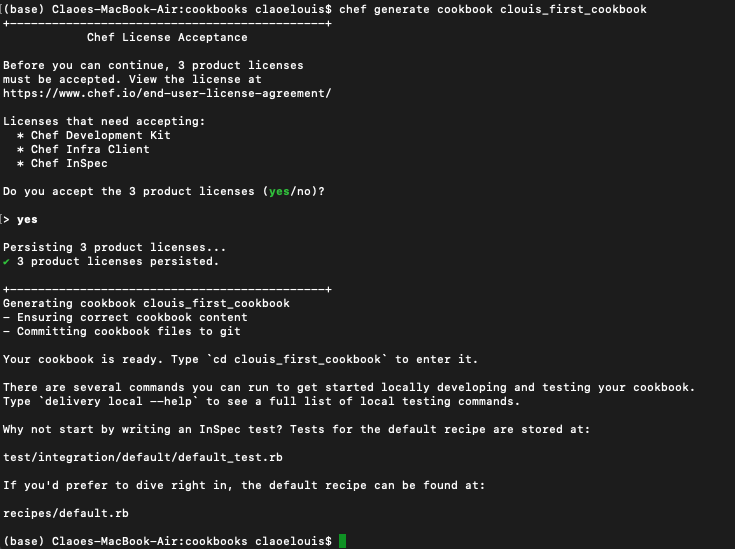 (base) Claoes-MacBook-Air:cookbooks claoelouis$ chef generate cookbook clouis_first_cookbook
+---------------------------------------------+
Chef License Acceptance
Before you can continue, 3 product licenses
must be accepted. View the license at
https://www.chef.io/end-user-license-agreement/
Licenses that need accepting:
* Chef Development Kit
* Chef Infra Client
* Chef InSpec
Do you accept the 3 product licenses (yes/no)?
> yes
Persisting 3 product licenses...
✔ 3 product licenses persisted.
+---------------------------------------------+
Generating cookbook clouis_first_cookbook
- Ensuring correct cookbook content
- Committing cookbook files to git
Your cookbook is ready. Type `cd clouis_first_cookbook` to enter it.
There are several commands you can run to get started locally developing and testing your cookbook.
Type `delivery local --help` to see a full list of local testing commands.
Why not start by writing an InSpec test? Tests for the default recipe are stored at:
test/integration/default/default_test.rb
If you'd prefer to dive right in, the default recipe can be found at:
recipes/default.rb
(base) Claoes-MacBook-Air:cookbooks claoelouis$